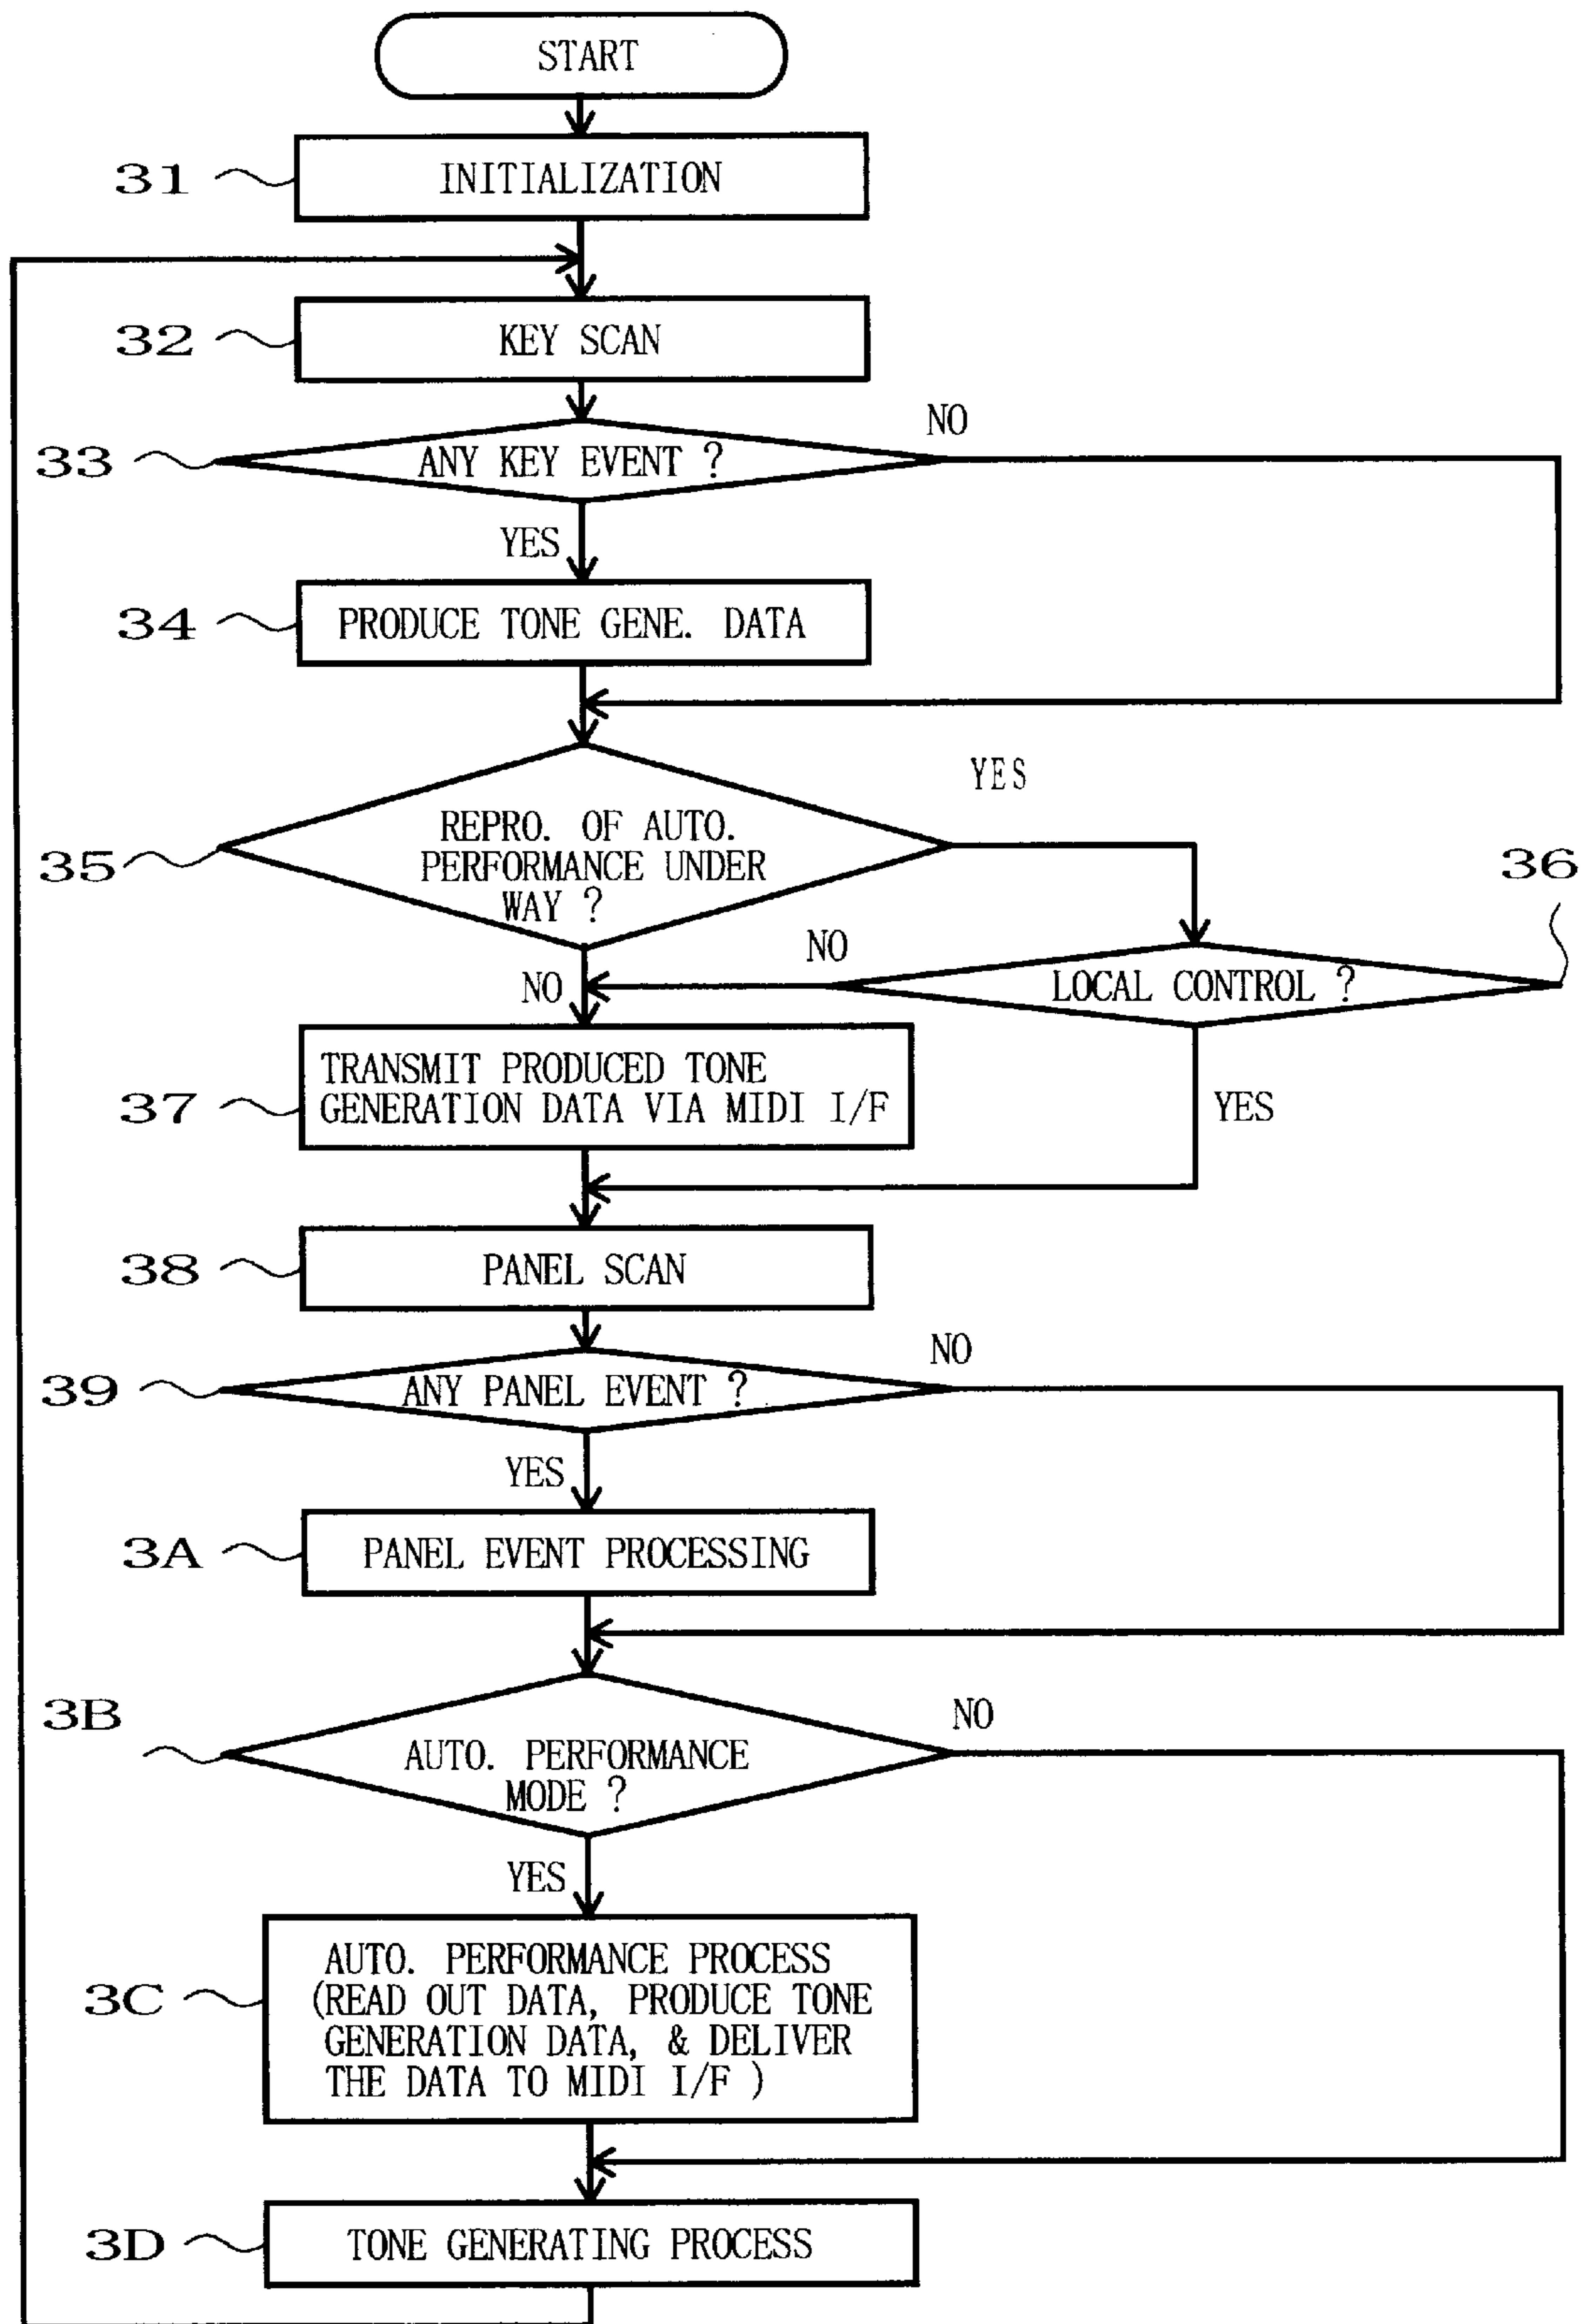 START
31
INITIALIZATION
32
KEY SCAN
NO
33
ANY KEY EVENT ?
YES
34
PRODUCE TONE GENE. DATA
YES
35
REPRO. OF AUTO.
PERFORMANCE UNDER
WAY ?
36
NO
NO
LOCAL CONTROL ?
37
TRANSMIT PRODUCED TONE
GENERATION DATA VIA MIDI I/F
YES
38
PANEL SCAN
NO
39
ANY PANEL EVENT ?
YES
3A
PANEL EVENT PROCESSING
3B
NO
AUTO. PERFORMANCE
MODE ?
YES
3C
AUTO. PERFORMANCE PROCESS
(READ OUT DATA, PRODUCE TONE
GENERATION DATA, & DELIVER
THE DATA TO MIDI I/F )
3D
TONE GENERATING PROCESS